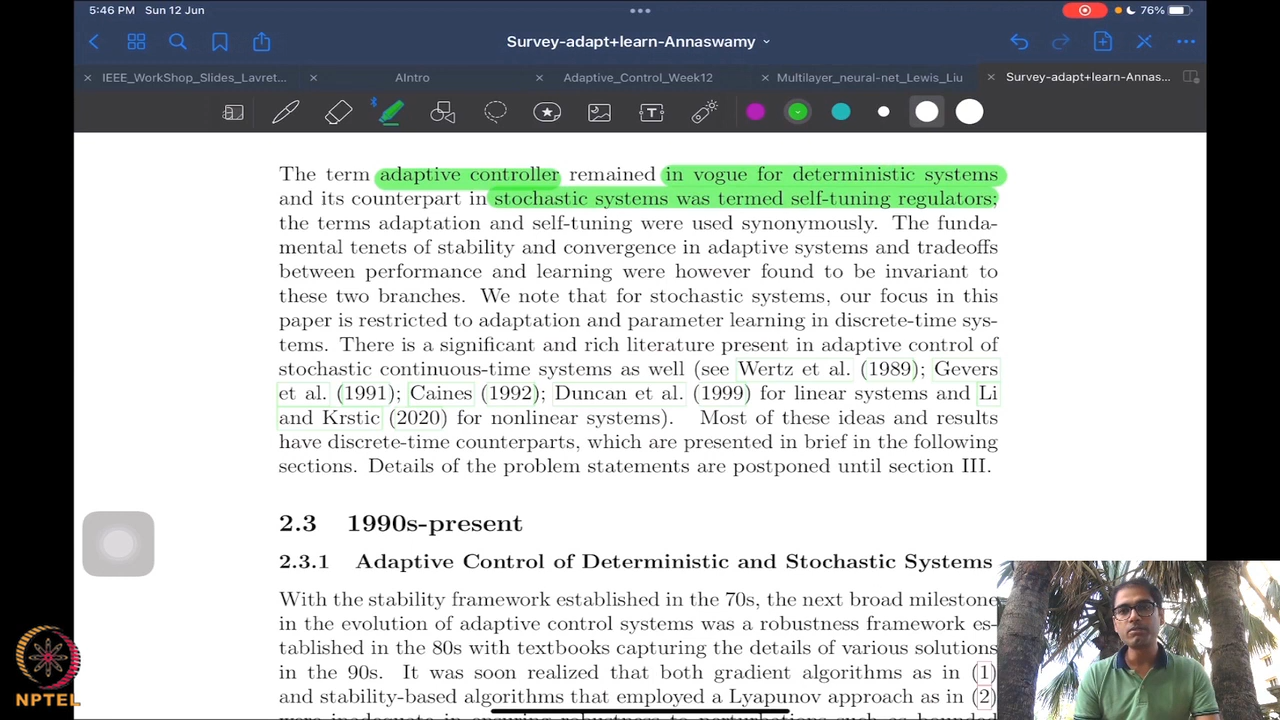 5:46 PM Sun 12 Jun
76%
Survey-adapt+learn-Annaswamy
IEEE_WorkShop_Slides_Lavret...
AIntro
Adaptive_Control_Week12
Multilayer_neural-net_Lewis_Liu
Survey-adapt+learn-Annas...
The term adaptive controller remained in vogue for deterministic systems
and its counterpart in stochastic systems was termed self-tuning regulators;
the terms adaptation and self-tuning were used synonymously. The funda-
mental tenets of stability and convergence in adaptive systems and tradeoffs
between performance and learning were however found to be invariant to
these two branches. We note that for stochastic systems, our focus in this
paper is restricted to adaptation and parameter learning in discrete-time sys-
tems. There is a significant and rich literature present in adaptive control of
stochastic continuous-time systems as well (see Wertz et al. (1989); Gevers
et al. (1991); Caines (1992); Duncan et al. (1999) for linear systems and Li
and Krstic (2020) for nonlinear systems). Most of these ideas and results
have discrete-time counterparts, which are presented in brief in the following
sections. Details of the problem statements are postponed until section III.
2.3 1990s-present
2.3.1 Adaptive Control of Deterministic and Stochastic Systems
With the stability framework established in the 70s, the next broad milestone
in the evolution of adaptive control systems was a robustness framework es-
tablished in the 80s with textbooks capturing the details of various solutions
in the 90s. It was soon realized that both gradient algorithms as in (1)
and stability-based algorithms that employed a Lyapunov approach as in (2)
were inadequate in ensuring robustness to perturbations such as bounded
NPTEL